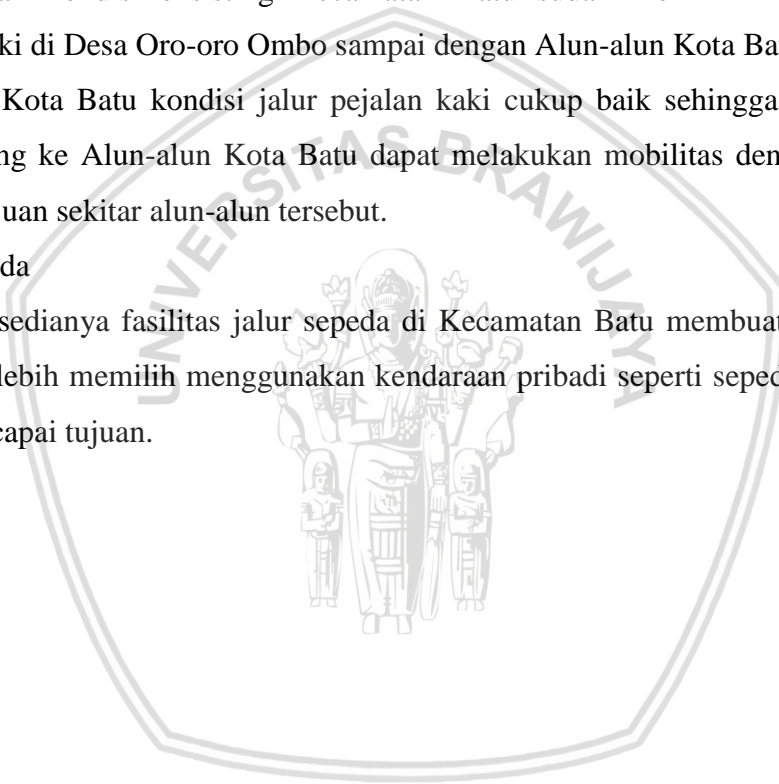 ki di Desa Oro-oro Ombo sampai dengan Alun-alun Kota Ba
Kota Batu kondisi jalur pejalan kaki cukup baik sehingga
ng ke Alun-alun Kota Batu dapat melakukan mobilitas den
uan sekitar alun-alun tersebut.
da
sedianya fasilitas jalur sepeda di Kecamatan Batu membuat
lebih memilih menggunakan kendaraan pribadi seperti seped
capai tujuan.
UNIVERSITAS BRAWIJAYA